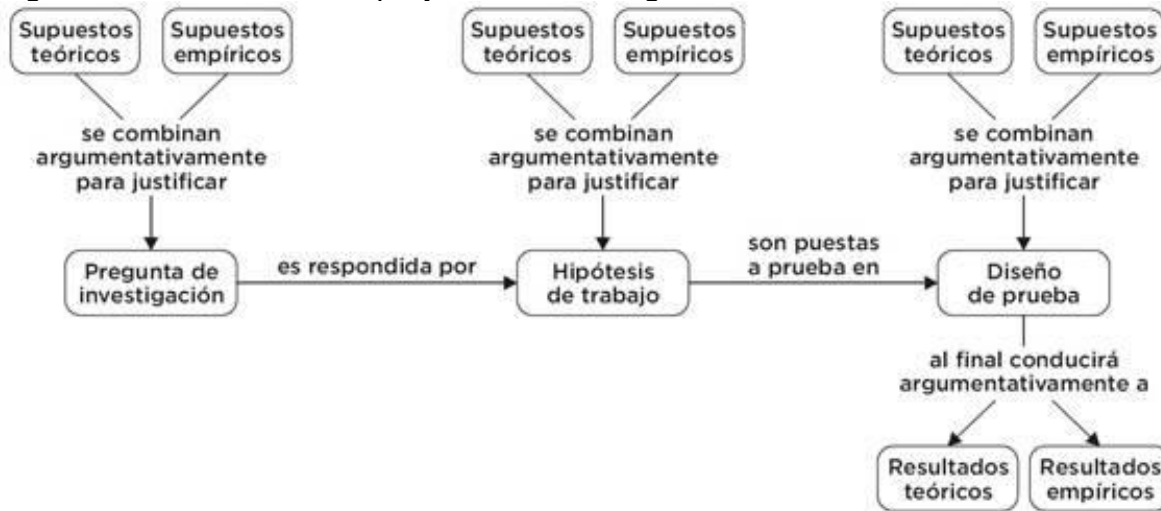 Supuestos
teóricos
Supuestos
empíricos
Supuestos
teóricos
Supuestos
empíricos
Supuestos
teóricos
Supuestos
empíricos
se combinan
argumentativamente
para justificar
se combinan
argumentativamente
para justificar
se combinan
argumentativamente
para justificar
Pregunta de
investigación
es respondida por
Hipótesis
de trabajo
son puestas
a prueba en
Diseño
de prueba
al final conducirá
argumentativamente a
Resultados
teóricos
Resultados
empíricos